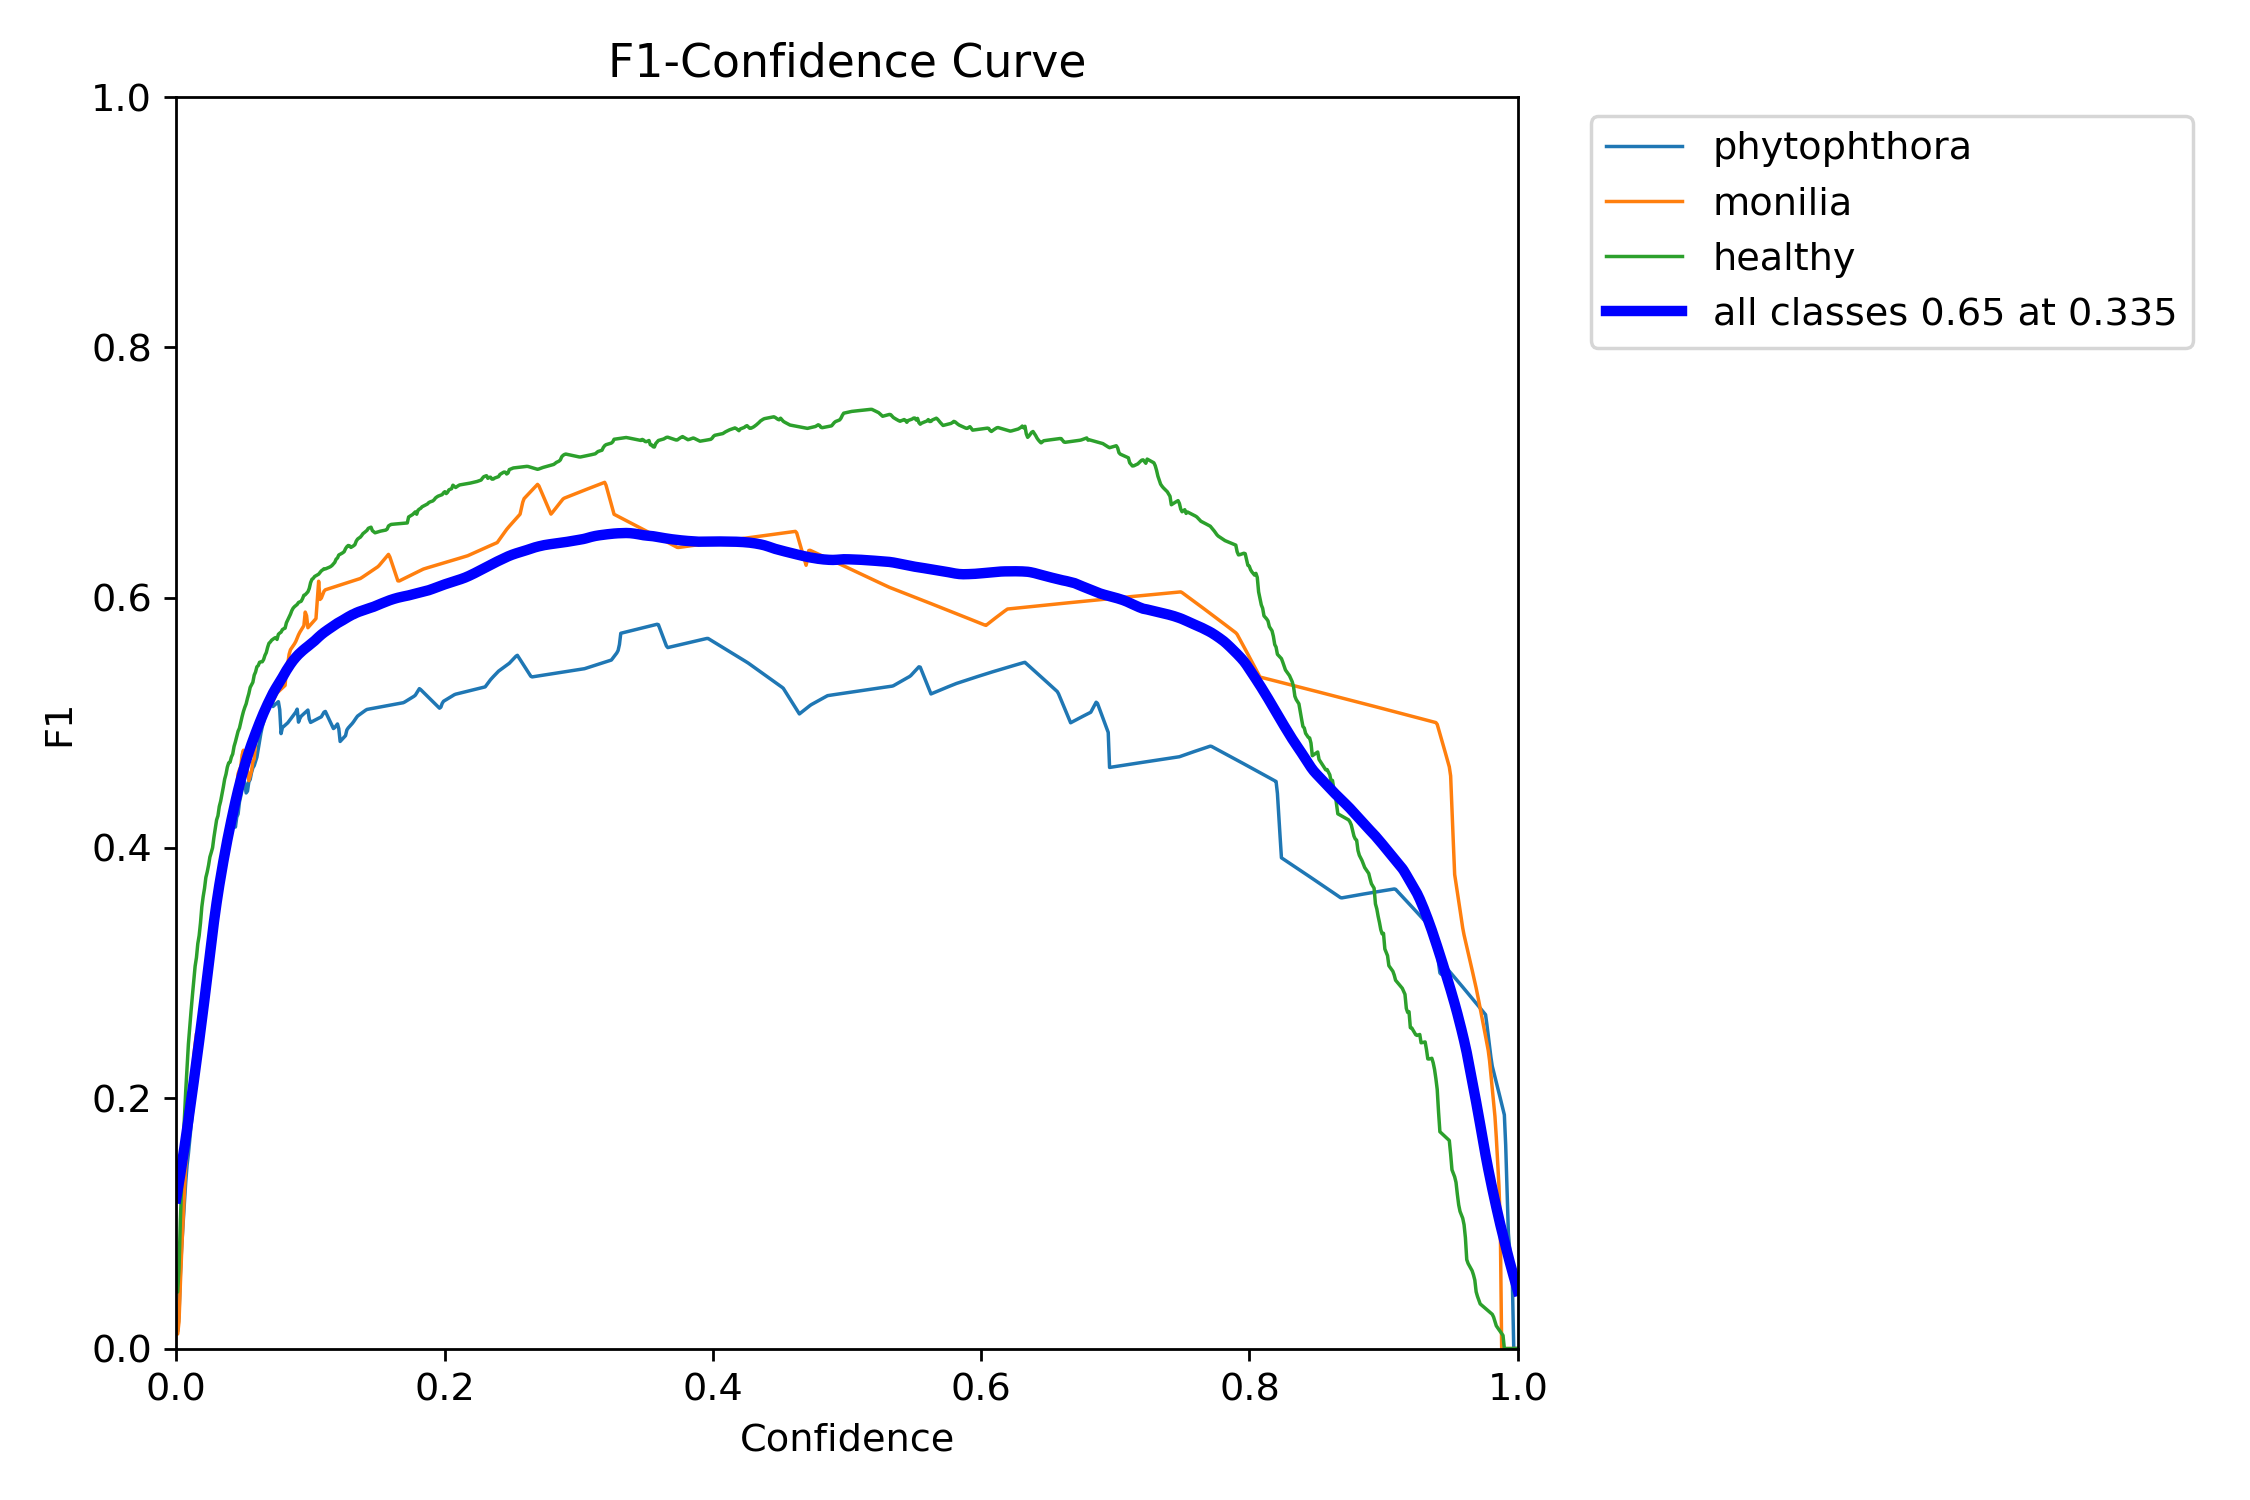 F1-Confidence Curve
1.0
0.8
0.6
0.4
0.2
0.0
F1
0.0 0.2 0.4 0.6 0.8 1.0
Confidence
phytophthora
monilia
healthy
all classes 0.65 at 0.335